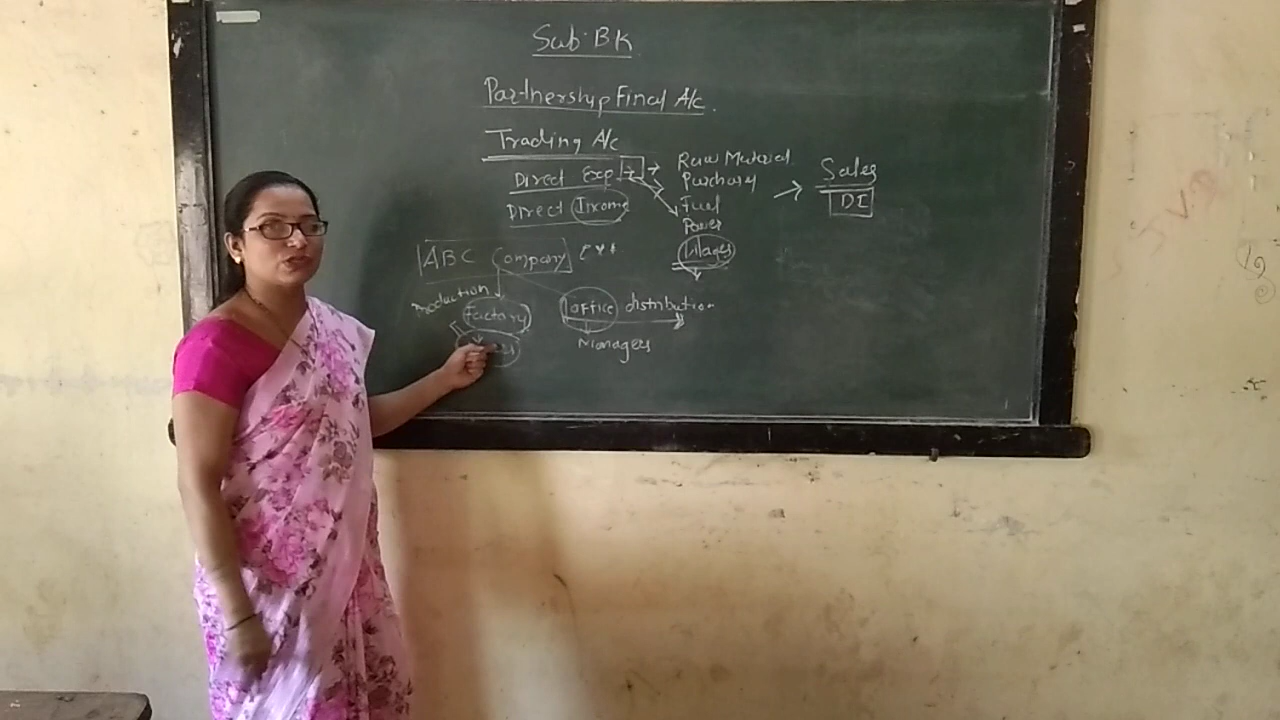 Sub: BK
Partnership Final A/c.
Trading A/c
Direct Exp → Raw Material
Purchase → Sales
Fuel DI
Direct Income
Power
Wages
ABC Company
Production
Factory Office distribution
Managers